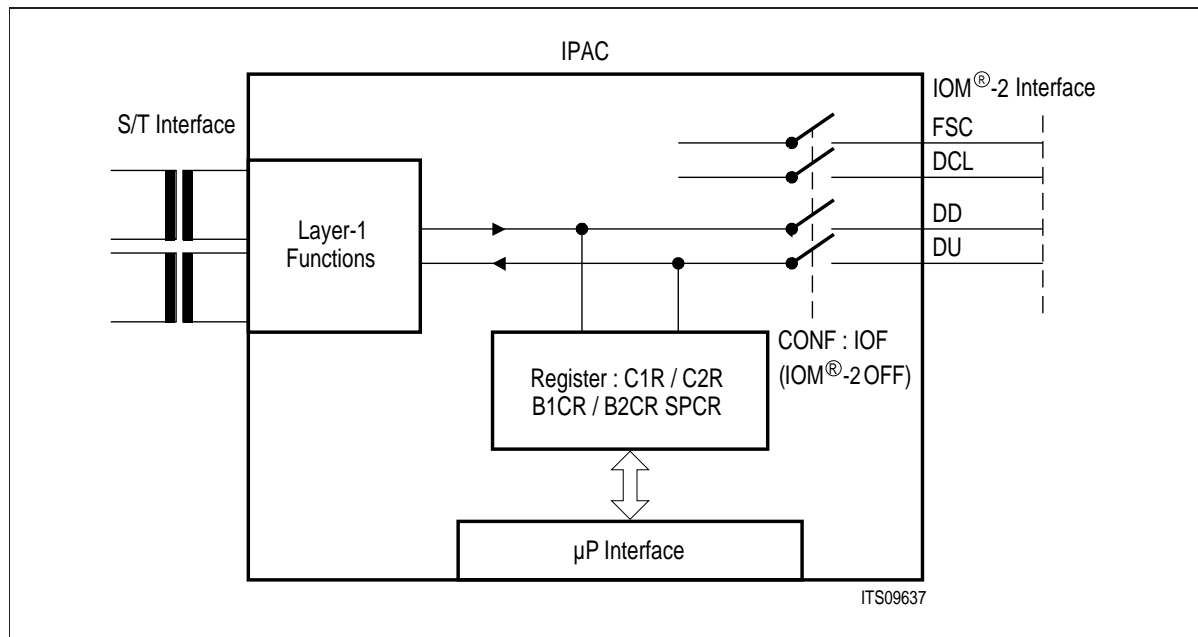 IPAC
IOM®-2 Interface
S/T Interface
FSC
DCL
DD
DU
Layer-1
Functions
CONF : IOF
(IOM®-2 OFF)
Register : C1R / C2R
B1CR / B2CR SPCR
µP Interface
ITS09637